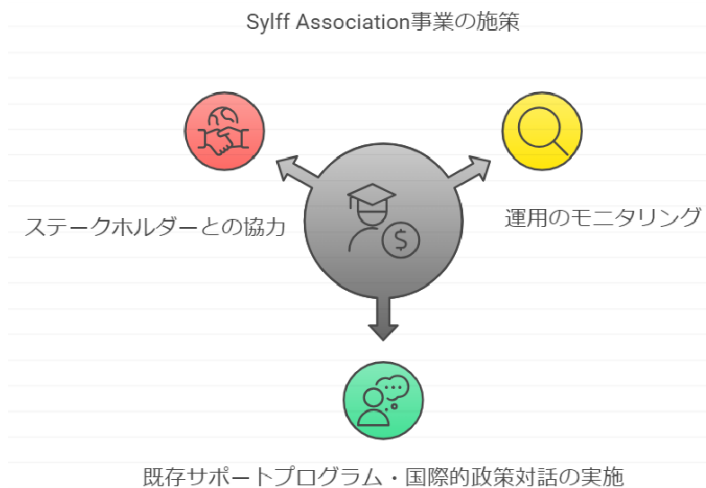 Sylff Association事業の施策
ステークホルダーとの協力
運用のモニタリング
$
既存サポートプログラム・国際的政策対話の実施